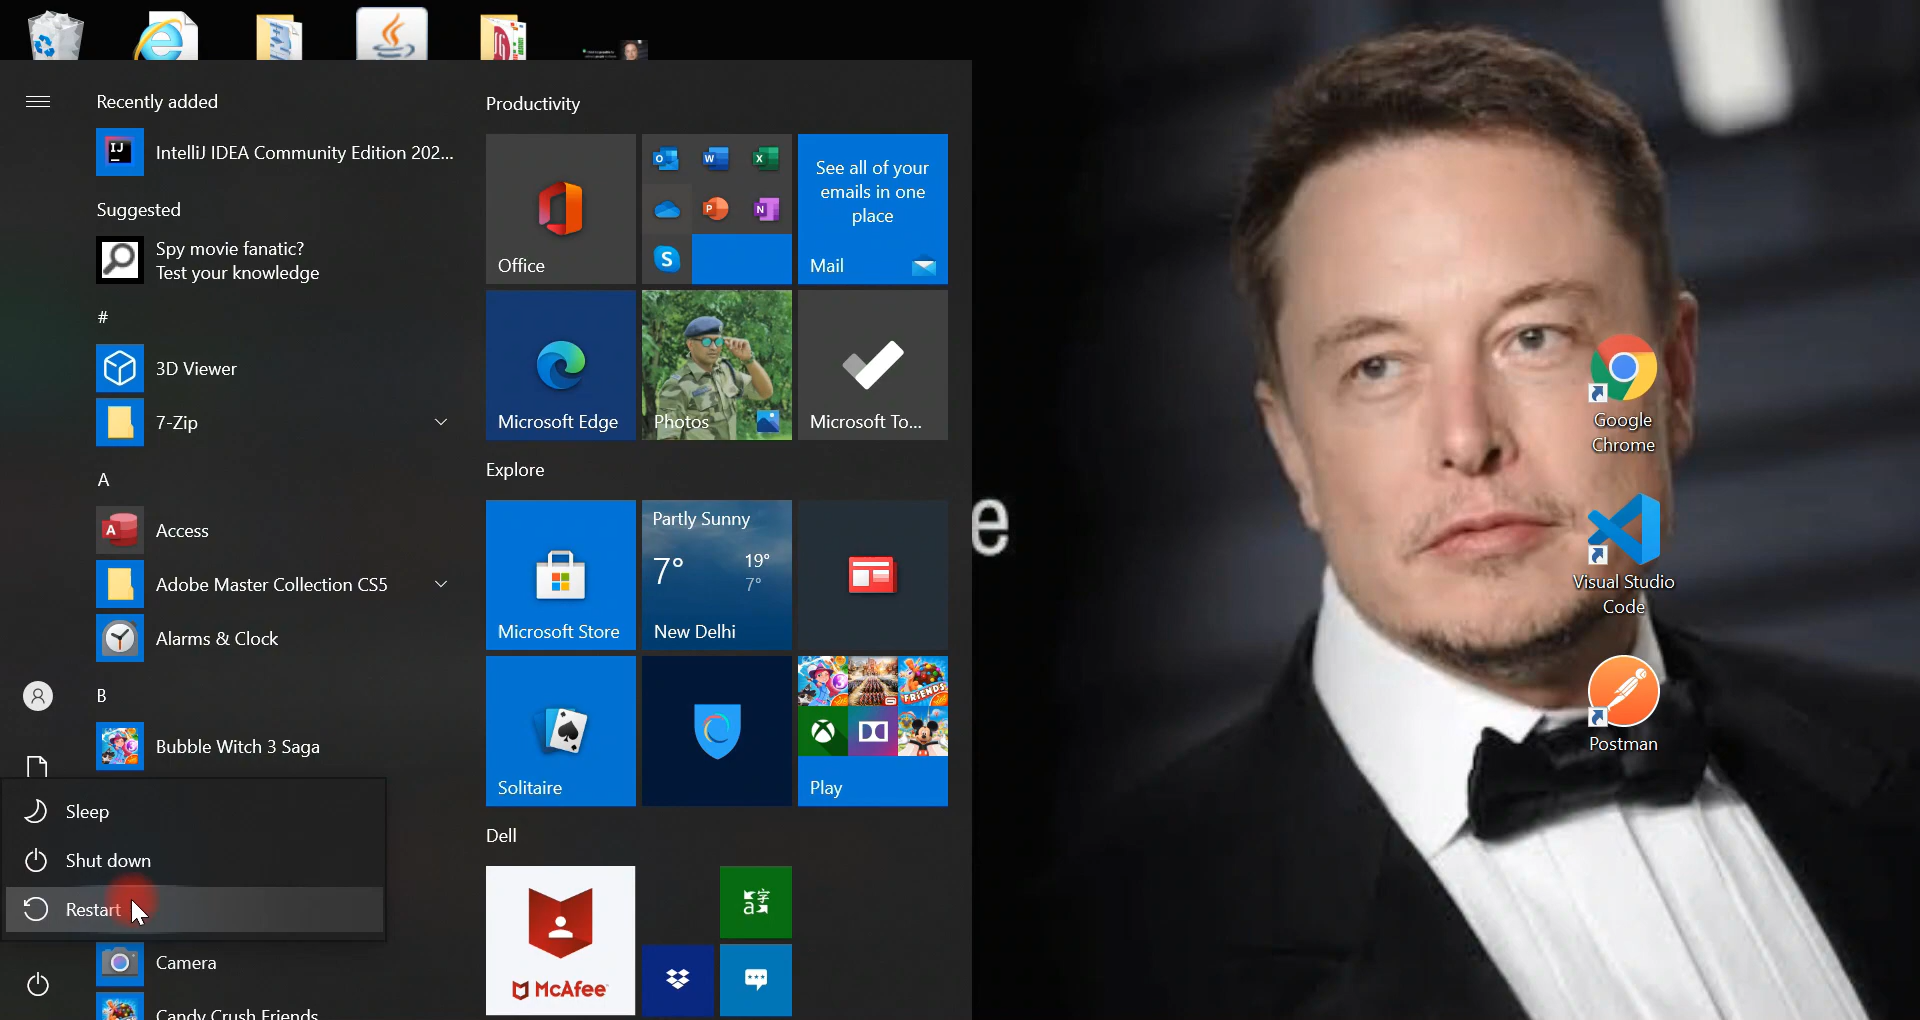 Recently added
IntelliJ IDEA Community Edition 202...
Suggested
Spy movie fanatic?
Test your knowledge
#
3D Viewer
7-Zip
A
Access
Adobe Master Collection CS5
Alarms & Clock
B
Bubble Witch 3 Saga
Sleep
Shut down
Restart
Camera
Candy Crush Friends
Productivity
Office
See all of your
emails in one
place
Mail
Microsoft Edge
Photos
Microsoft To...
Explore
Microsoft Store
Partly Sunny
7° 19°
7°
New Delhi
Solitaire
FRIENDS
Play
Dell
McAfee
e
Google
Chrome
Visual Studio
Code
Postman